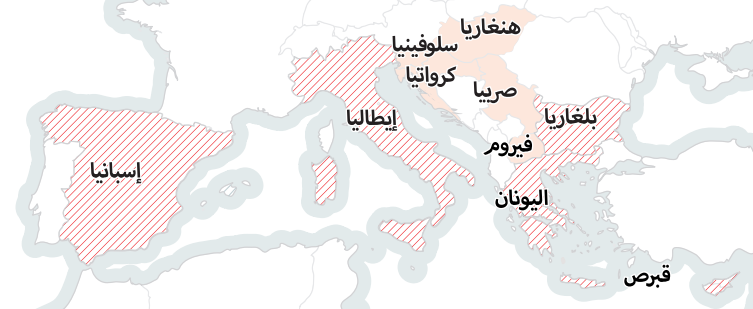 هنغاريا
سلوفينيا
كرواتيا
صربيا
بلغاريا
إيطاليا
فيروم
إسبانيا
اليونان
قبرص